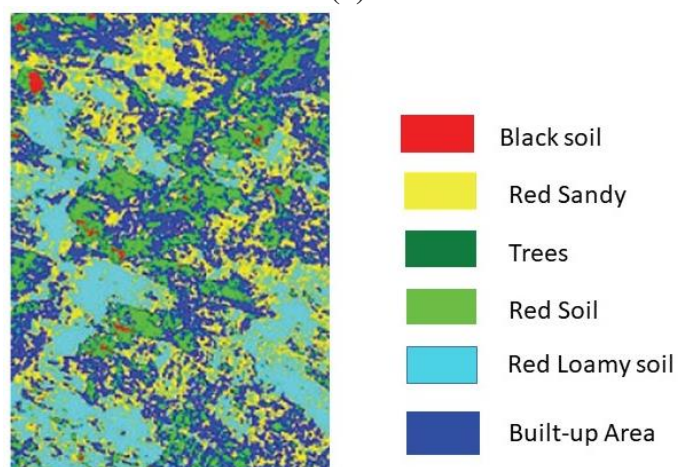 Black soil
Red Sandy
Trees
Red Soil
Red Loamy soil
Built-up Area